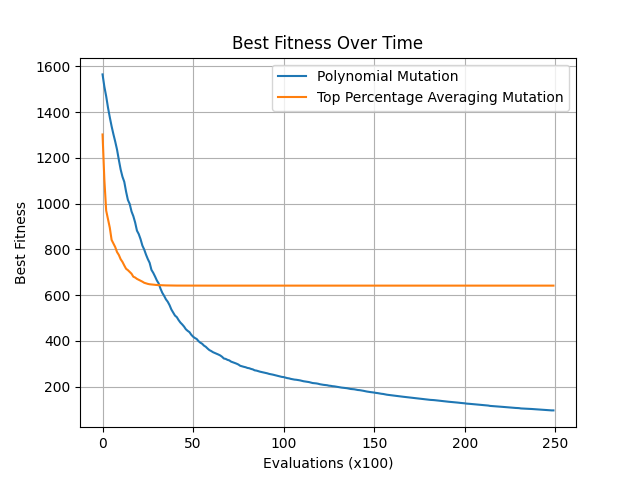 Best Fitness Over Time
Polynomial Mutation
Top Percentage Averaging Mutation
Best Fitness
1600
1400
1200
1000
800
600
400
200
0 50 100 150 200 250
Evaluations (x100)